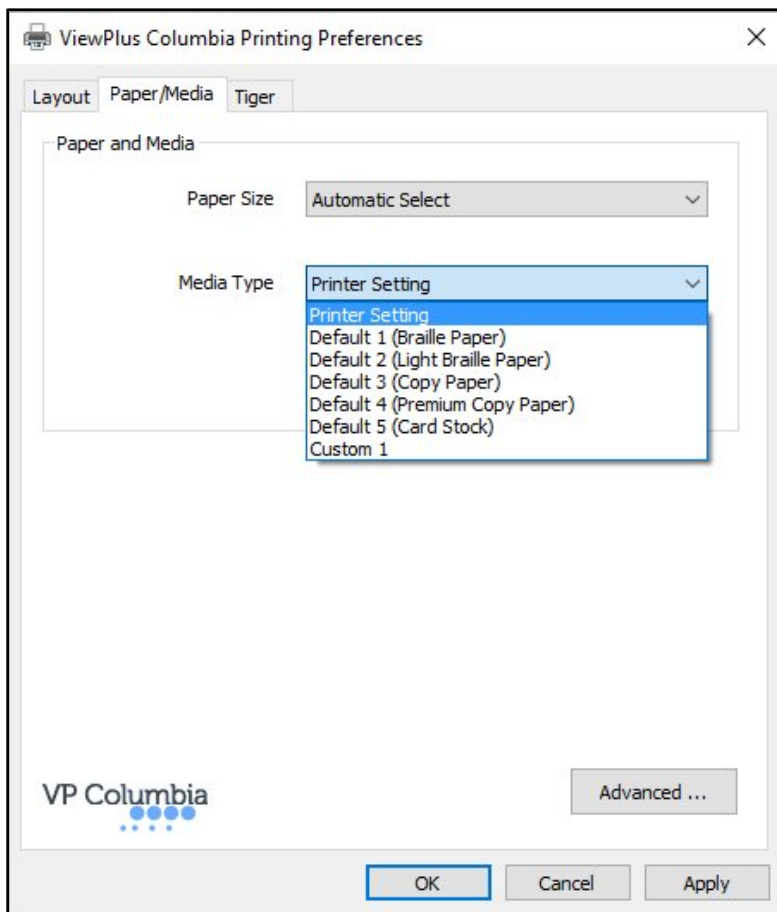 ViewPlus Columbia Printing Preferences
Layout Paper/Media Tiger
Paper and Media
Paper Size Automatic Select
Media Type Printer Setting
Printer Setting
Default 1 (Braille Paper)
Default 2 (Light Braille Paper)
Default 3 (Copy Paper)
Default 4 (Premium Copy Paper)
Default 5 (Card Stock)
Custom 1
VP Columbia
Advanced ...
OK Cancel Apply